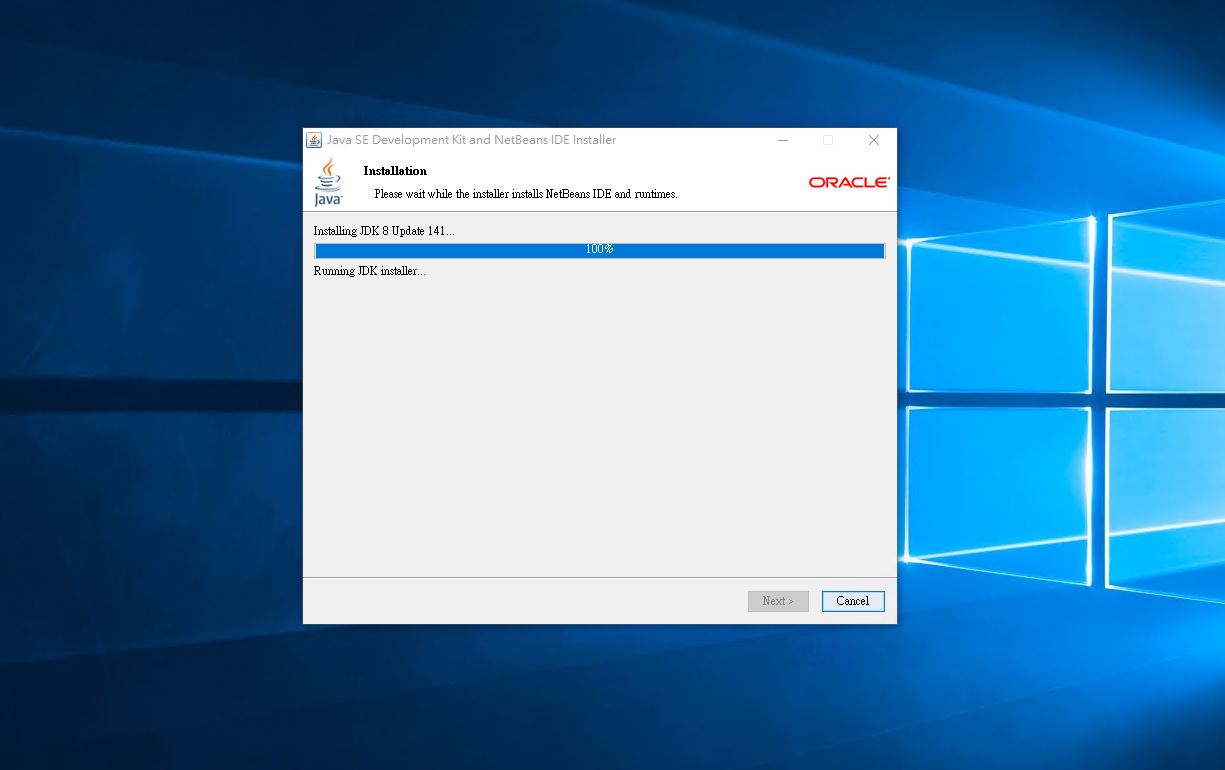 Java SE Development Kit and NetBeans IDE Installer
Java
Installation
Please wait while the installer installs NetBeans IDE and runtimes.
ORACLE
Installing JDK 8 Update 141...
100%
Running JDK installer...
Next >
Cancel